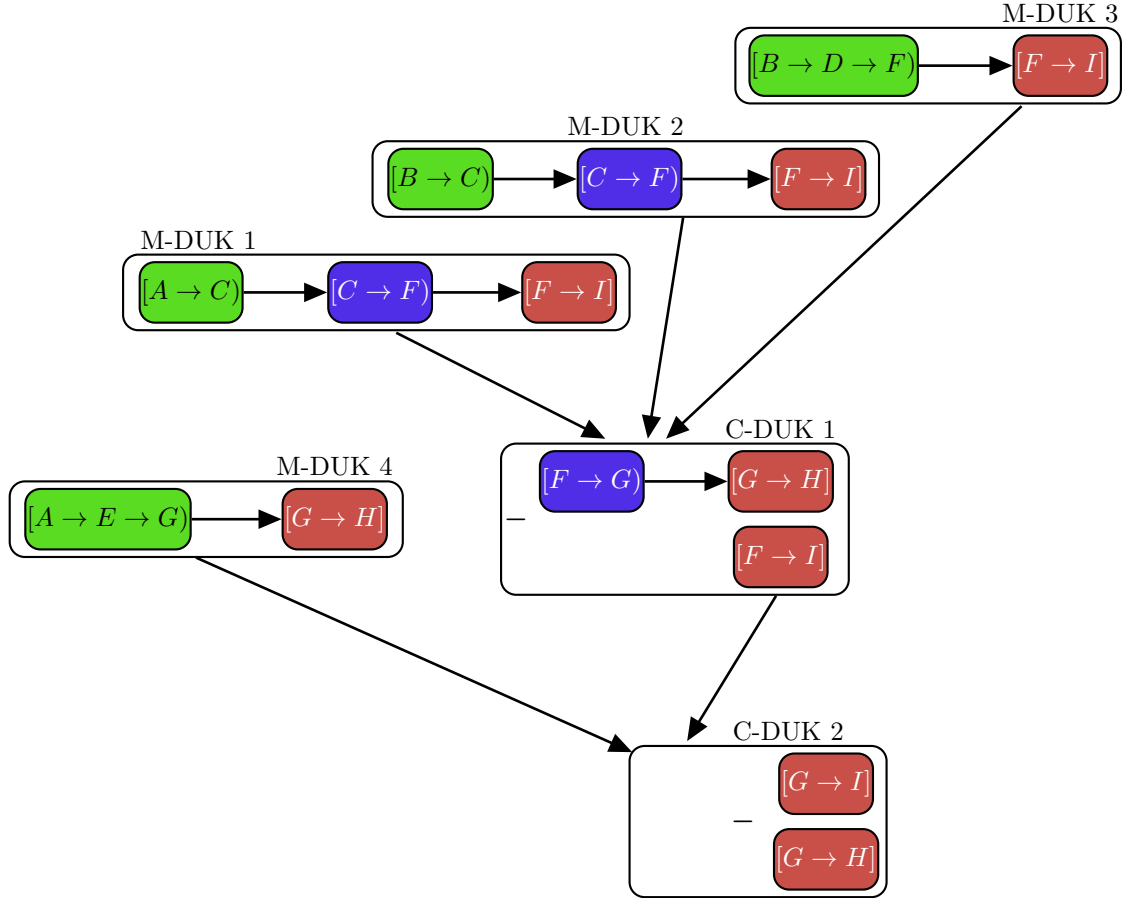 M-DUK 3
[B → D → F)
[F → I]
M-DUK 2
[B → C)
[C → F)
[F → I]
M-DUK 1
[A → C)
[C → F)
[F → I]
C-DUK 1
[F → G)
[G → H]
–
[F → I]
M-DUK 4
[A → E → G)
[G → H]
C-DUK 2
[G → I]
–
[G → H]